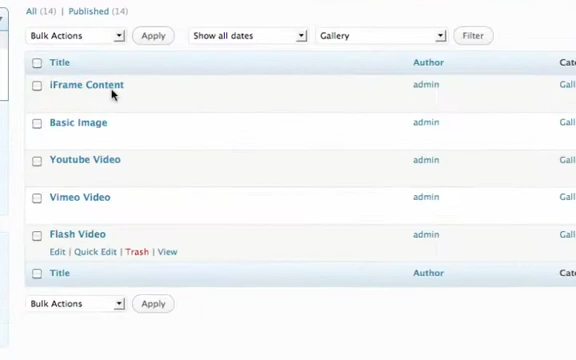 All (14) | Published (14)
Bulk Actions Apply Show all dates Gallery Filter
Title Author Cate
iFrame Content admin Gall
Basic Image admin Gall
Youtube Video admin Gall
Vimeo Video admin Gall
Flash Video admin Gall
Edit | Quick Edit | Trash | View
Title Author Cate
Bulk Actions Apply